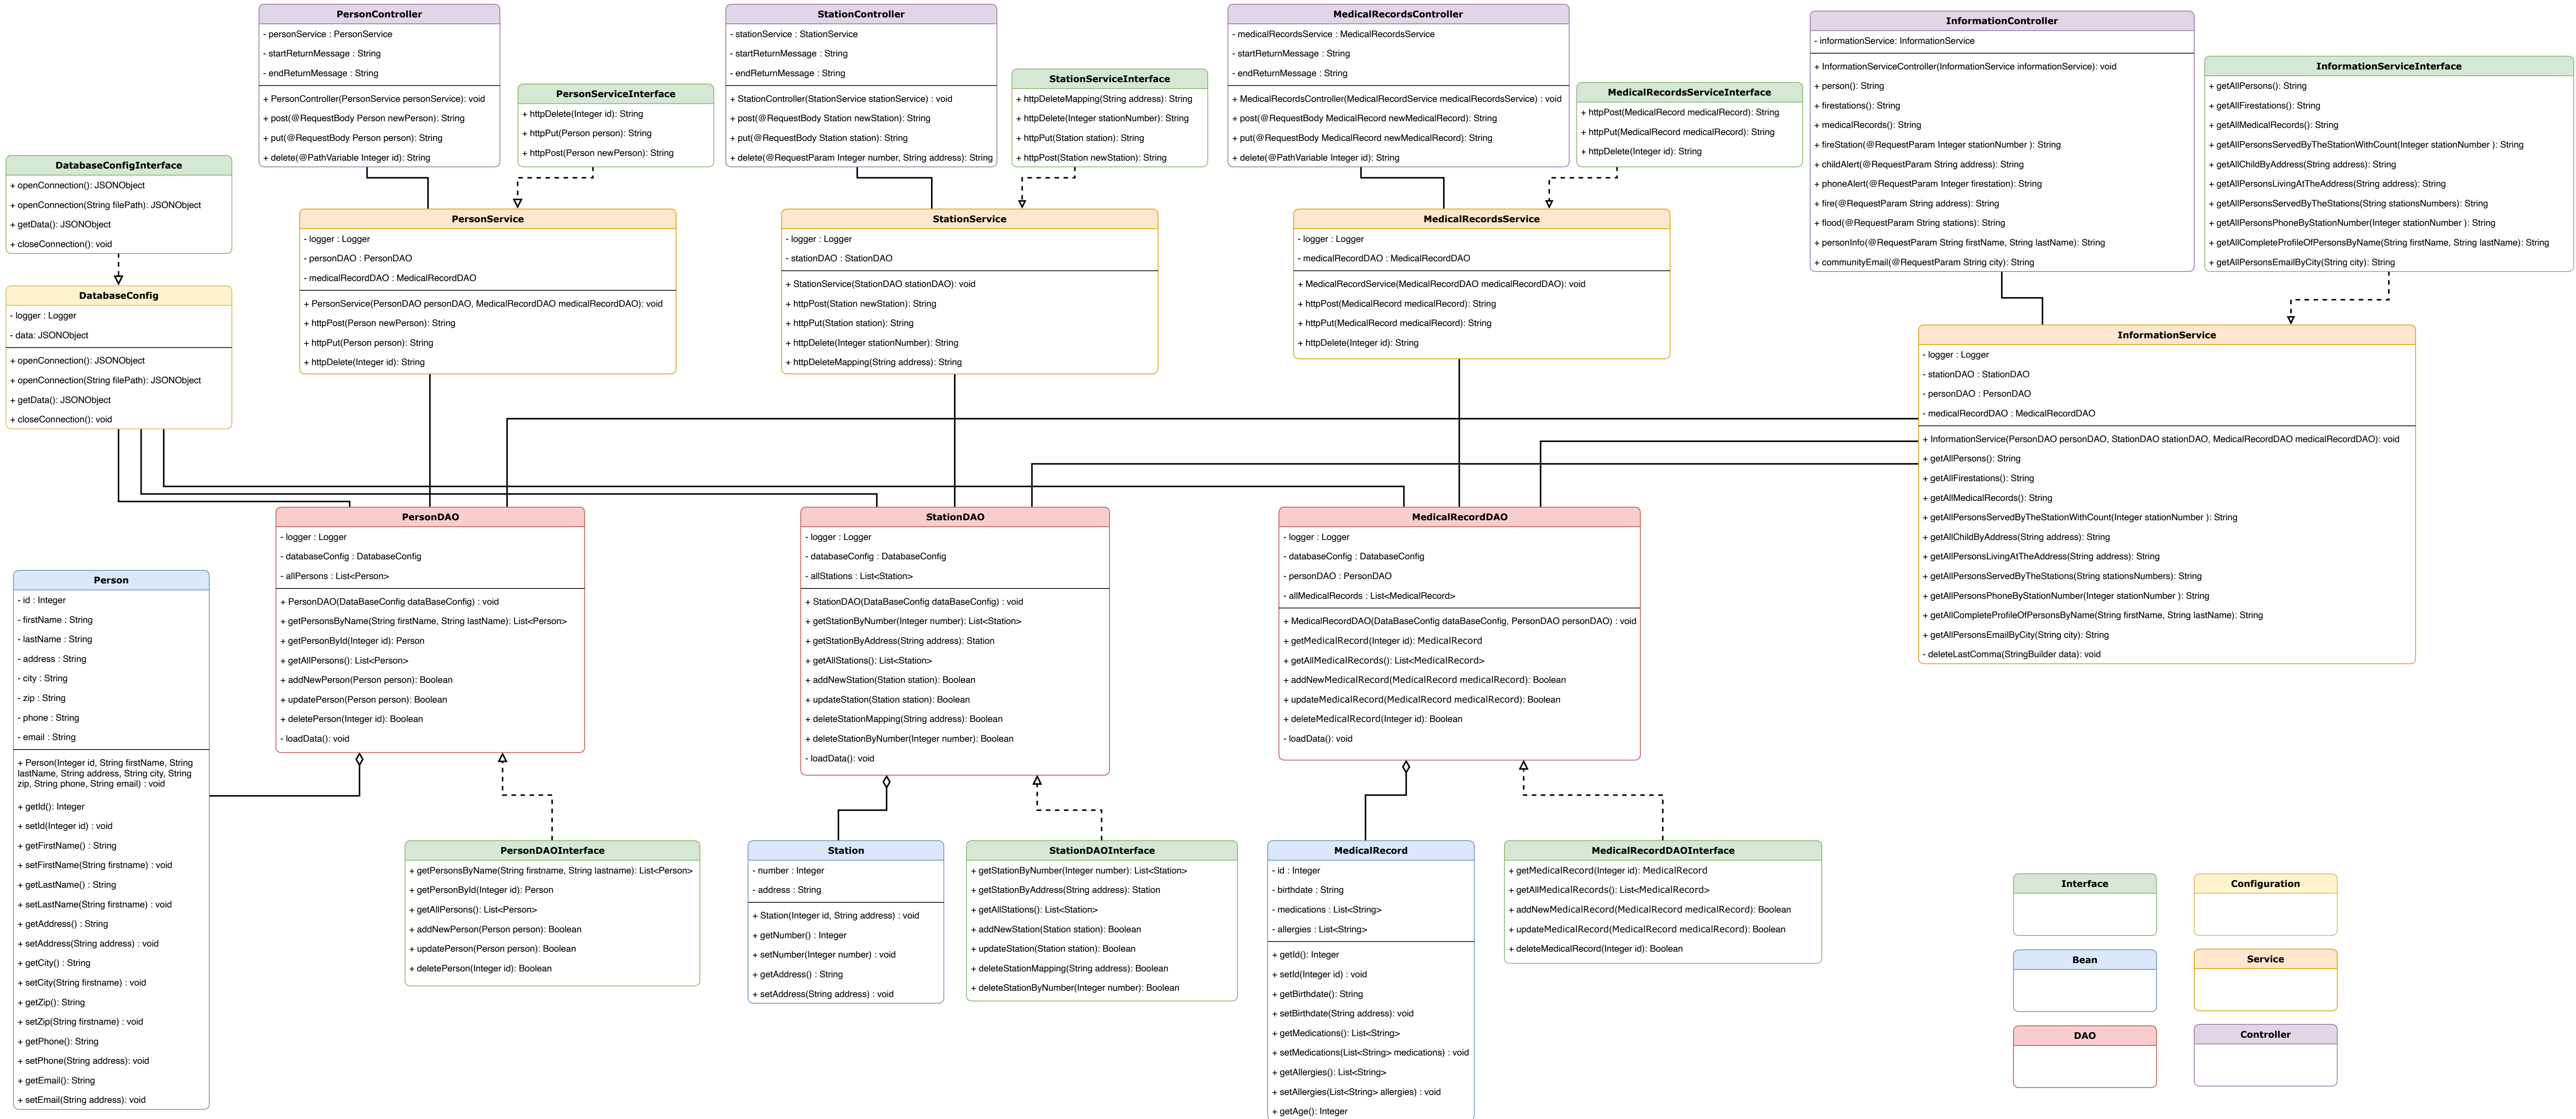 PersonController
- personService : PersonService
- startReturnMessage : String
- endReturnMessage : String
+ PersonController(PersonService personService): void
+ post(@RequestBody Person newPerson): String
+ put(@RequestBody Person person): String
+ delete(@PathVariable Integer id): String
StationController
- stationService : StationService
- startReturnMessage : String
- endReturnMessage : String
+ StationController(StationService stationService) : void
+ post(@RequestBody Station newStation): String
+ put(@RequestBody Station station): String
+ delete(@RequestParam Integer number, String address): String
MedicalRecordsController
- medicalRecordsService : MedicalRecordsService
- startReturnMessage : String
- endReturnMessage : String
+ MedicalRecordsController(MedicalRecordService medicalRecordsService) : void
+ post(@RequestBody MedicalRecord newMedicalRecord): String
+ put(@RequestBody MedicalRecord newMedicalRecord): String
+ delete(@PathVariable Integer id): String
InformationController
- informationService: InformationService
+ InformationServiceController(InformationService informationService): void
+ person(): String
+ firestations(): String
+ medicalRecords(): String
+ fireStation(@RequestParam Integer stationNumber ): String
+ childAlert(@RequestParam String address): String
+ phoneAlert(@RequestParam Integer firestation): String
+ fire(@RequestParam String address): String
+ flood(@RequestParam String stations): String
+ personInfo(@RequestParam String firstName, String lastName): String
+ communityEmail(@RequestParam String city): String
InformationServiceInterface
+ getAllPersons(): String
+ getAllFirestations(): String
+ getAllMedicalRecords(): String
+ getAllPersonsServedByTheStationWithCount(Integer stationNumber ): String
+ getAllChildByAddress(String address): String
+ getAllPersonsLivingAtTheAddress(String address): String
+ getAllPersonsServedByTheStations(String stationsNumbers): String
+ getAllPersonsPhoneByStationNumber(Integer stationNumber ): String
+ getAllCompleteProfileOfPersonsByName(String firstName, String lastName): String
+ getAllPersonsEmailByCity(String city): String
PersonServiceInterface
+ httpDelete(Integer id): String
+ httpPut(Person person): String
+ httpPost(Person newPerson): String
StationServiceInterface
+ httpDeleteMapping(String address): String
+ httpDelete(Integer stationNumber): String
+ httpPut(Station station): String
+ httpPost(Station newStation): String
MedicalRecordsServiceInterface
+ httpPost(MedicalRecord medicalRecord): String
+ httpPut(MedicalRecord medicalRecord): String
+ httpDelete(Integer id): String
DatabaseConfigInterface
+ openConnection(): JSONObject
+ openConnection(String filePath): JSONObject
+ getData(): JSONObject
+ closeConnection(): void
DatabaseConfig
- logger : Logger
- data: JSONObject
+ openConnection(): JSONObject
+ openConnection(String filePath): JSONObject
+ getData(): JSONObject
+ closeConnection(): void
PersonService
- logger : Logger
- personDAO : PersonDAO
- medicalRecordDAO : MedicalRecordDAO
+ PersonService(PersonDAO personDAO, MedicalRecordDAO medicalRecordDAO): void
+ httpPost(Person newPerson): String
+ httpPut(Person person): String
+ httpDelete(Integer id): String
StationService
- logger : Logger
- stationDAO : StationDAO
+ StationService(StationDAO stationDAO): void
+ httpPost(Station newStation): String
+ httpPut(Station station): String
+ httpDelete(Integer stationNumber): String
+ httpDeleteMapping(String address): String
MedicalRecordsService
- logger : Logger
- medicalRecordDAO : MedicalRecordDAO
+ MedicalRecordService(MedicalRecordDAO medicalRecordDAO): void
+ httpPost(MedicalRecord medicalRecord): String
+ httpPut(MedicalRecord medicalRecord): String
+ httpDelete(Integer id): String
InformationService
- logger : Logger
- stationDAO : StationDAO
- personDAO : PersonDAO
- medicalRecordDAO : MedicalRecordDAO
+ InformationService(PersonDAO personDAO, StationDAO stationDAO, MedicalRecordDAO medicalRecordDAO): void
+ getAllPersons(): String
+ getAllFirestations(): String
+ getAllMedicalRecords(): String
+ getAllPersonsServedByTheStationWithCount(Integer stationNumber ): String
+ getAllChildByAddress(String address): String
+ getAllPersonsLivingAtTheAddress(String address): String
+ getAllPersonsServedByTheStations(String stationsNumbers): String
+ getAllPersonsPhoneByStationNumber(Integer stationNumber ): String
+ getAllCompleteProfileOfPersonsByName(String firstName, String lastName): String
+ getAllPersonsEmailByCity(String city): String
- deleteLastComma(StringBuilder data): void
PersonDAO
- logger : Logger
- databaseConfig : DatabaseConfig
- allPersons : List<Person>
+ PersonDAO(DataBaseConfig dataBaseConfig) : void
+ getPersonsByName(String firstName, String lastName): List<Person>
+ getPersonById(Integer id): Person
+ getAllPersons(): List<Person>
+ addNewPerson(Person person): Boolean
+ updatePerson(Person person): Boolean
+ deletePerson(Integer id): Boolean
- loadData(): void
StationDAO
- logger : Logger
- databaseConfig : DatabaseConfig
- allStations : List<Station>
+ StationDAO(DataBaseConfig dataBaseConfig) : void
+ getStationByNumber(Integer number): List<Station>
+ getStationByAddress(String address): Station
+ getAllStations(): List<Station>
+ addNewStation(Station station): Boolean
+ updateStation(Station station): Boolean
+ deleteStationMapping(String address): Boolean
+ deleteStationByNumber(Integer number): Boolean
- loadData(): void
MedicalRecordDAO
- logger : Logger
- databaseConfig : DatabaseConfig
- personDAO : PersonDAO
- allMedicalRecords : List<MedicalRecord>
+ MedicalRecordDAO(DataBaseConfig dataBaseConfig, PersonDAO personDAO) : void
+ getMedicalRecord(Integer id): MedicalRecord
+ getAllMedicalRecords(): List<MedicalRecord>
+ addNewMedicalRecord(MedicalRecord medicalRecord): Boolean
+ updateMedicalRecord(MedicalRecord medicalRecord): Boolean
+ deleteMedicalRecord(Integer id): Boolean
- loadData(): void
Person
- id : Integer
- firstName : String
- lastName : String
- address : String
- city : String
- zip : String
- phone : String
- email : String
+ Person(Integer id, String firstName, String
lastName, String address, String city, String
zip, String phone, String email) : void
+ getId(): Integer
+ setId(Integer id) : void
+ getFirstName() : String
+ setFirstName(String firstname) : void
+ getLastName() : String
+ setLastName(String firstname) : void
+ getAddress() : String
+ setAddress(String address) : void
+ getCity() : String
+ setCity(String firstname) : void
+ getZip(): String
+ setZip(String firstname) : void
+ getPhone(): String
+ setPhone(String address): void
+ getEmail(): String
+ setEmail(String address): void
PersonDAOInterface
+ getPersonsByName(String firstname, String lastname): List<Person>
+ getPersonById(Integer id): Person
+ getAllPersons(): List<Person>
+ addNewPerson(Person person): Boolean
+ updatePerson(Person person): Boolean
+ deletePerson(Integer id): Boolean
Station
- number : Integer
- address : String
+ Station(Integer id, String address) : void
+ getNumber() : Integer
+ setNumber(Integer number) : void
+ getAddress() : String
+ setAddress(String address) : void
StationDAOInterface
+ getStationByNumber(Integer number): List<Station>
+ getStationByAddress(String address): Station
+ getAllStations(): List<Station>
+ addNewStation(Station station): Boolean
+ updateStation(Station station): Boolean
+ deleteStationMapping(String address): Boolean
+ deleteStationByNumber(Integer number): Boolean
MedicalRecord
- id : Integer
- birthdate : String
- medications : List<String>
- allergies : List<String>
+ getId(): Integer
+ setId(Integer id) : void
+ getBirthdate(): String
+ setBirthdate(String address): void
+ getMedications(): List<String>
+ setMedications(List<String> medications) : void
+ getAllergies(): List<String>
+ setAllergies(List<String> allergies) : void
+ getAge(): Integer
MedicalRecordDAOInterface
+ getMedicalRecord(Integer id): MedicalRecord
+ getAllMedicalRecords(): List<MedicalRecord>
+ addNewMedicalRecord(MedicalRecord medicalRecord): Boolean
+ updateMedicalRecord(MedicalRecord medicalRecord): Boolean
+ deleteMedicalRecord(Integer id): Boolean
Interface
Configuration
Bean
Service
DAO
Controller